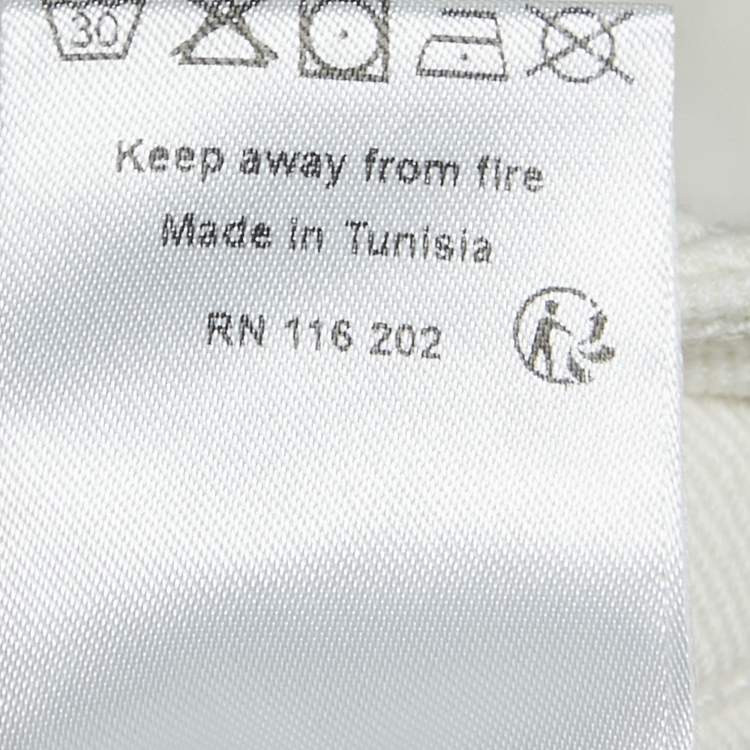 30
Keep away from fire
Made in Tunisia
RN 116 202